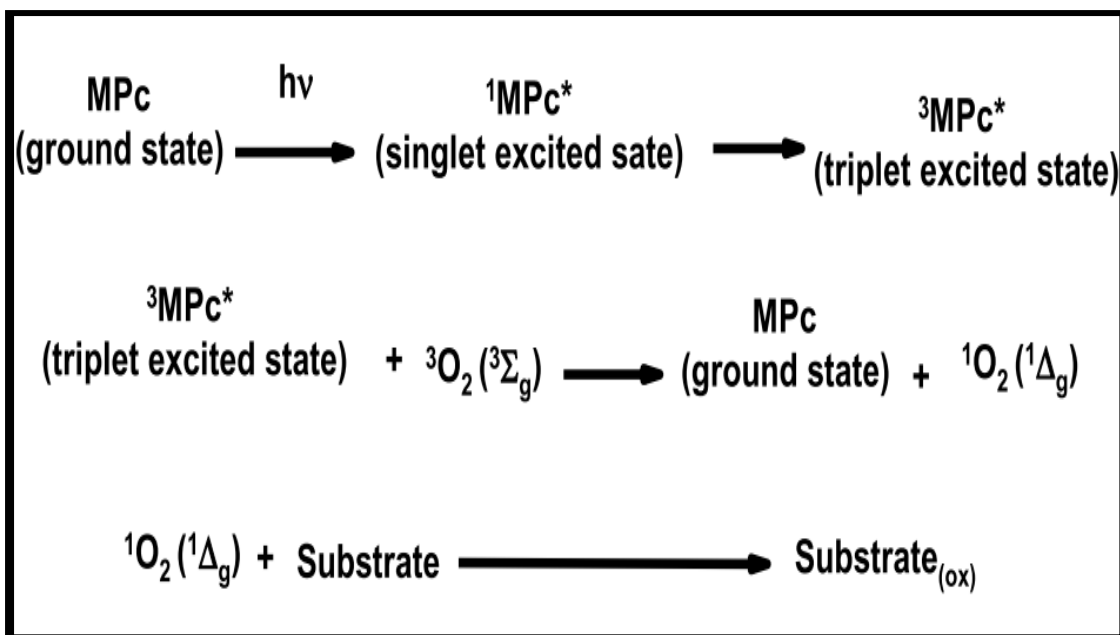 MPc hν ¹MPc* ³MPc*
(ground state) (singlet excited sate) (triplet excited state)
³MPc* MPc
(triplet excited state) + ³O₂ (³Σg) (ground state) + ¹O₂ (¹Δg)
¹O₂ (¹Δg) + Substrate Substrate(ox)